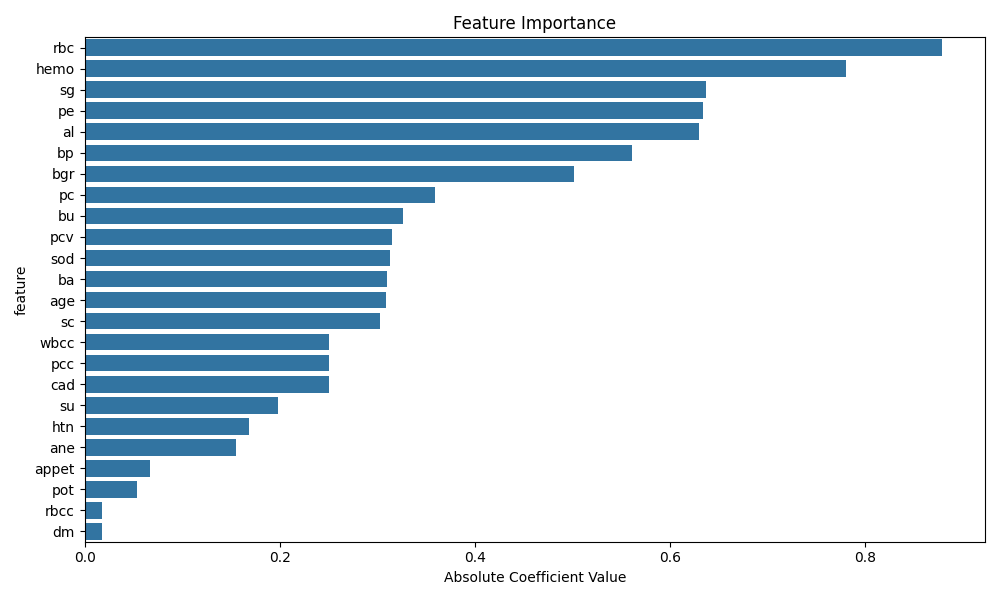 Feature Importance
rbc
hemo
sg
pe
al
bp
bgr
pc
bu
pcv
sod
ba
age
sc
wbcc
pcc
cad
su
htn
ane
appet
pot
rbcc
dm
feature
0.0 0.2 0.4 0.6 0.8
Absolute Coefficient Value